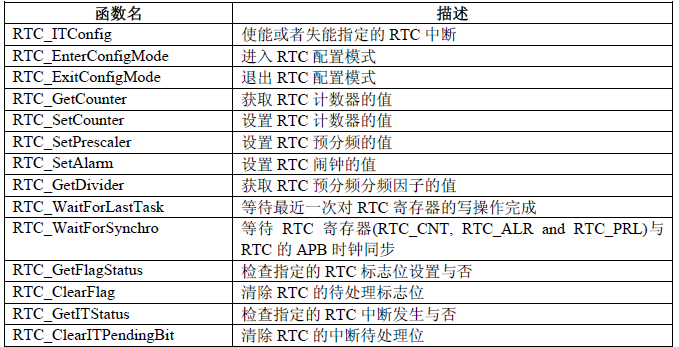 函数名 描述
RTC_ITConfig 使能或者失能指定的 RTC 中断
RTC_EnterConfigMode 进入 RTC 配置模式
RTC_ExitConfigMode 退出 RTC 配置模式
RTC_GetCounter 获取 RTC 计数器的值
RTC_SetCounter 设置 RTC 计数器的值
RTC_SetPrescaler 设置 RTC 预分频的值
RTC_SetAlarm 设置 RTC 闹钟的值
RTC_GetDivider 获取 RTC 预分频分频因子的值
RTC_WaitForLastTask 等待最近一次对 RTC 寄存器的写操作完成
RTC_WaitForSynchro 等待 RTC 寄存器(RTC_CNT, RTC_ALR and RTC_PRL)与
RTC 的 APB 时钟同步
RTC_GetFlagStatus 检查指定的 RTC 标志位设置与否
RTC_ClearFlag 清除 RTC 的待处理标志位
RTC_GetITStatus 检查指定的 RTC 中断发生与否
RTC_ClearITPendingBit 清除 RTC 的中断待处理位